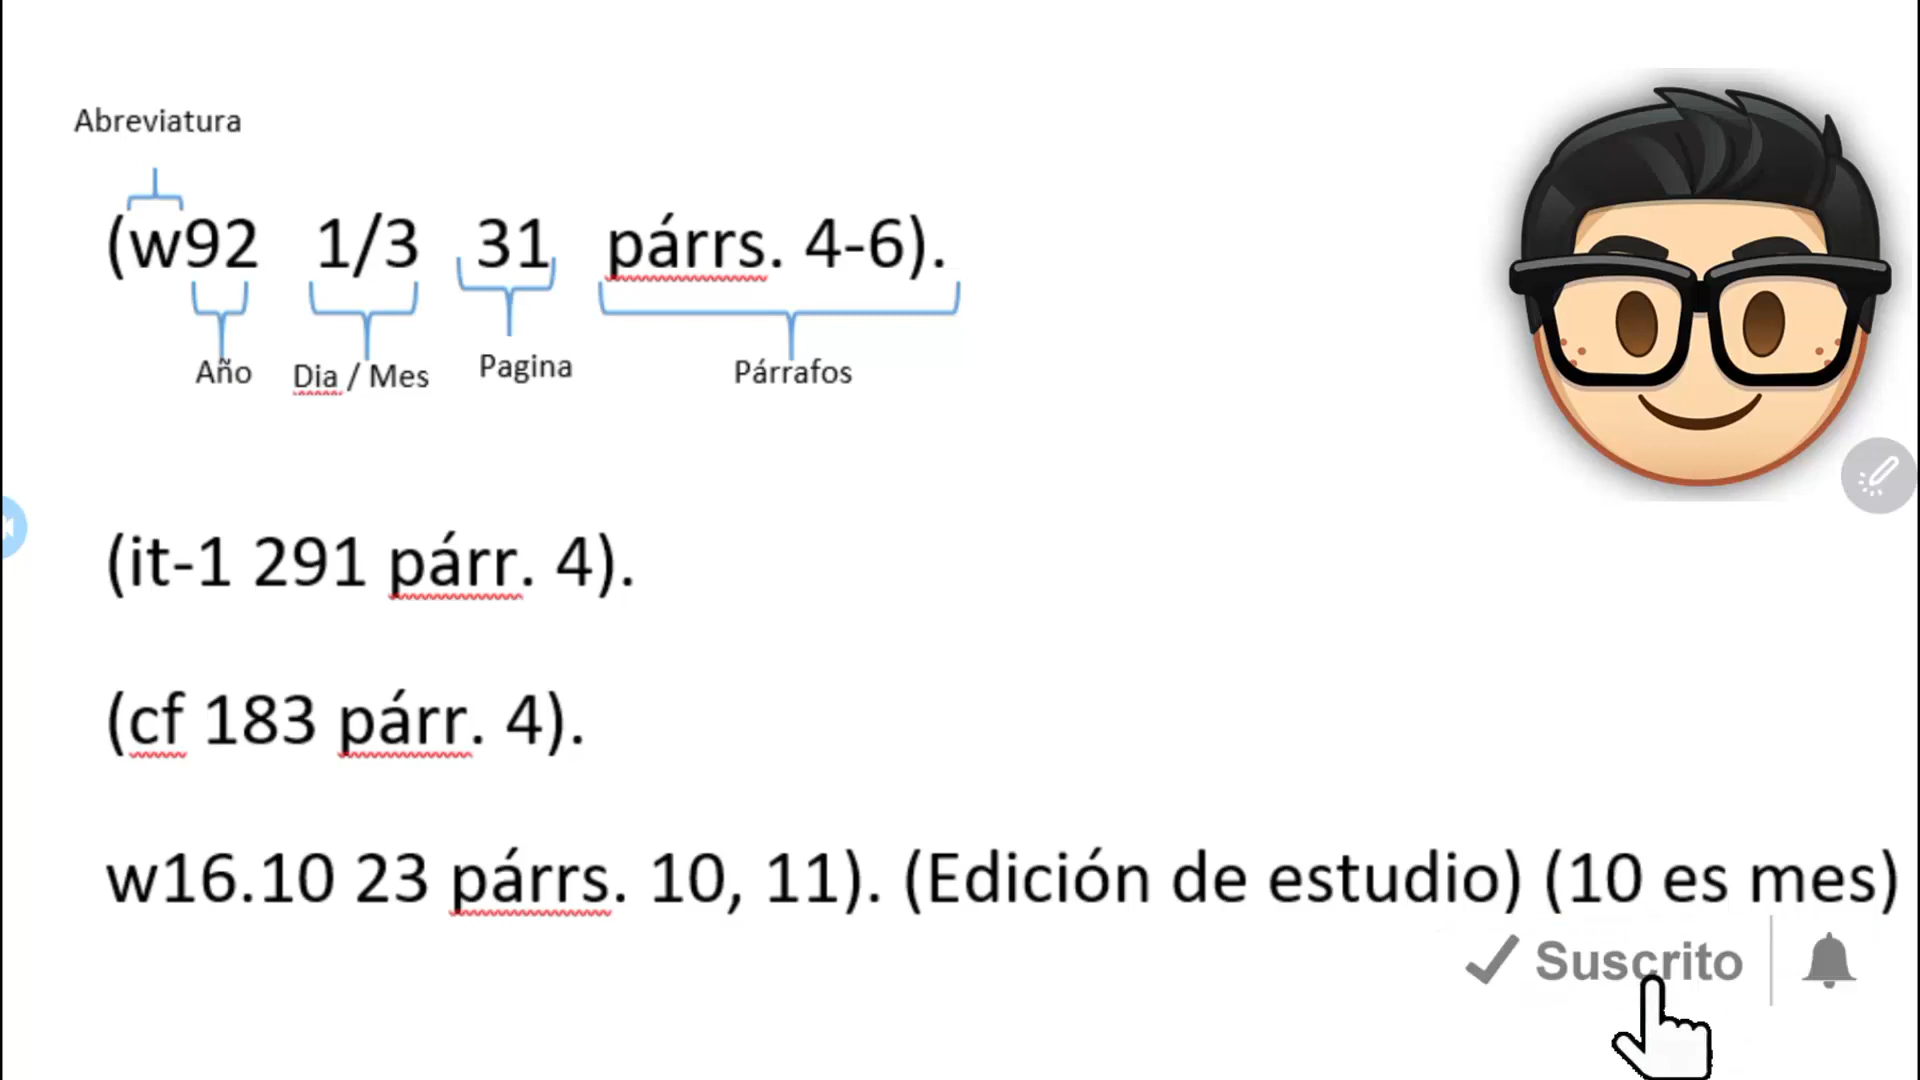 Abreviatura
(w92 1/3 31 párrs. 4-6).
Año Dia / Mes Pagina Párrafos
(it-1 291 párr. 4).
(cf 183 párr. 4).
w16.10 23 párrs. 10, 11). (Edición de estudio) (10 es mes)
Suscrito